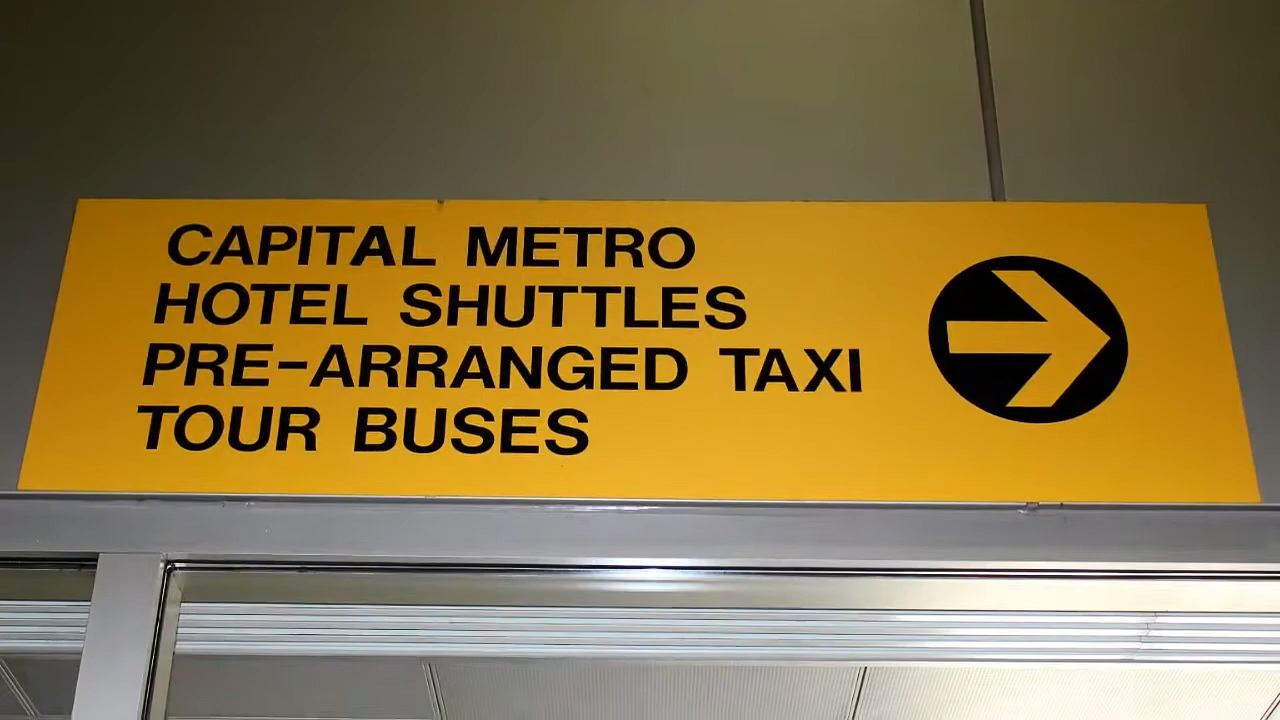 CAPITAL METRO
HOTEL SHUTTLES
PRE-ARRANGED TAXI
TOUR BUSES